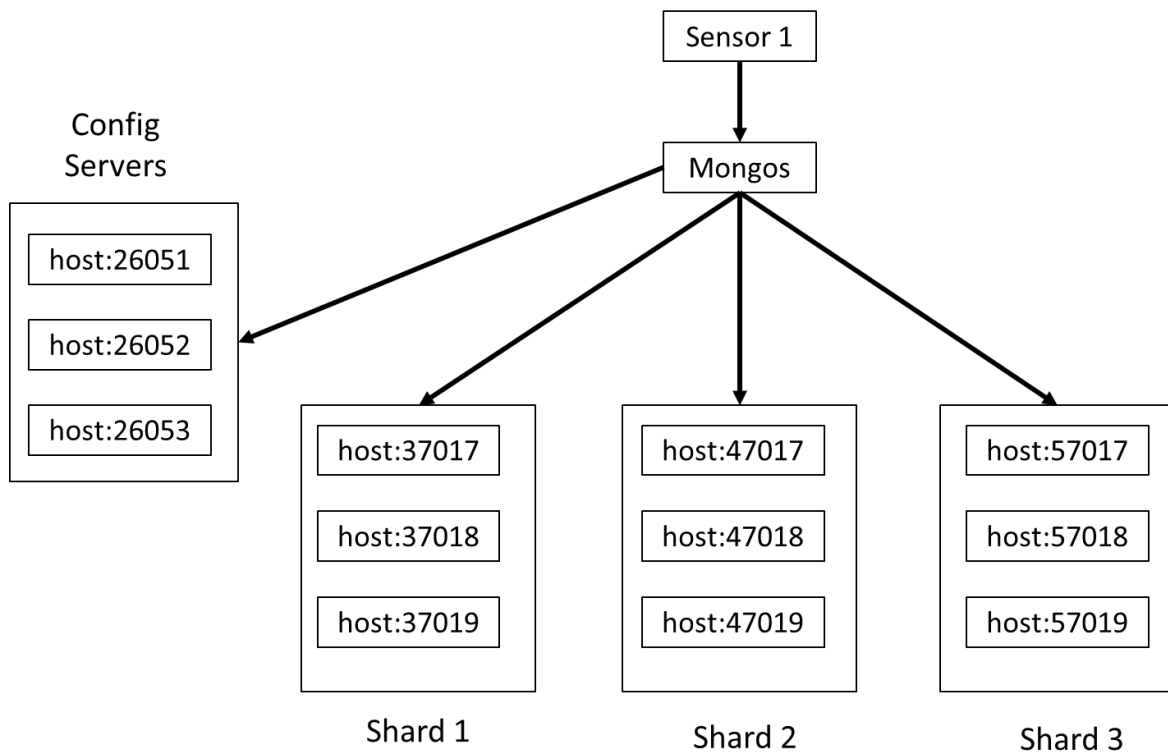 Sensor 1
Mongos
Config
Servers
host:26051
host:26052
host:26053
host:37017
host:37018
host:37019
Shard 1
host:47017
host:47018
host:47019
Shard 2
host:57017
host:57018
host:57019
Shard 3